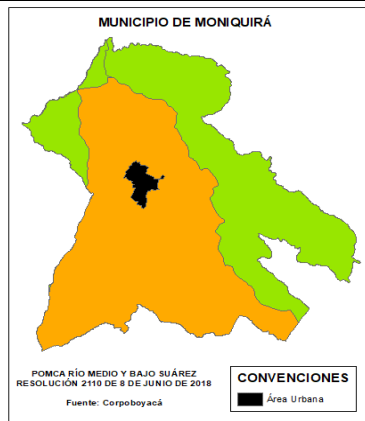 MUNICIPIO DE MONIQUIRÁ
POMCA RÍO MEDIO Y BAJO SUÁREZ
RESOLUCIÓN 2110 DE 8 DE JUNIO DE 2018
Fuente: Corpoboyacá
CONVENCIONES
Área Urbana